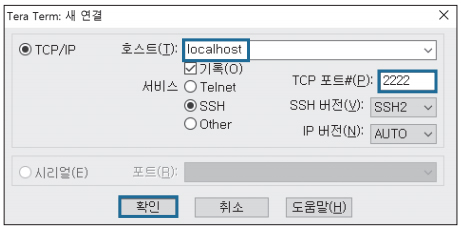 Tera Term: 새 연결
TCP/IP 호스트(T): localhost
기록(O)
서비스 Telnet TCP 포트#(P): 2222
SSH SSH 버전(V): SSH2
Other IP 버전(N): AUTO
시리얼(E) 포트(R):
확인 취소 도움말(H)